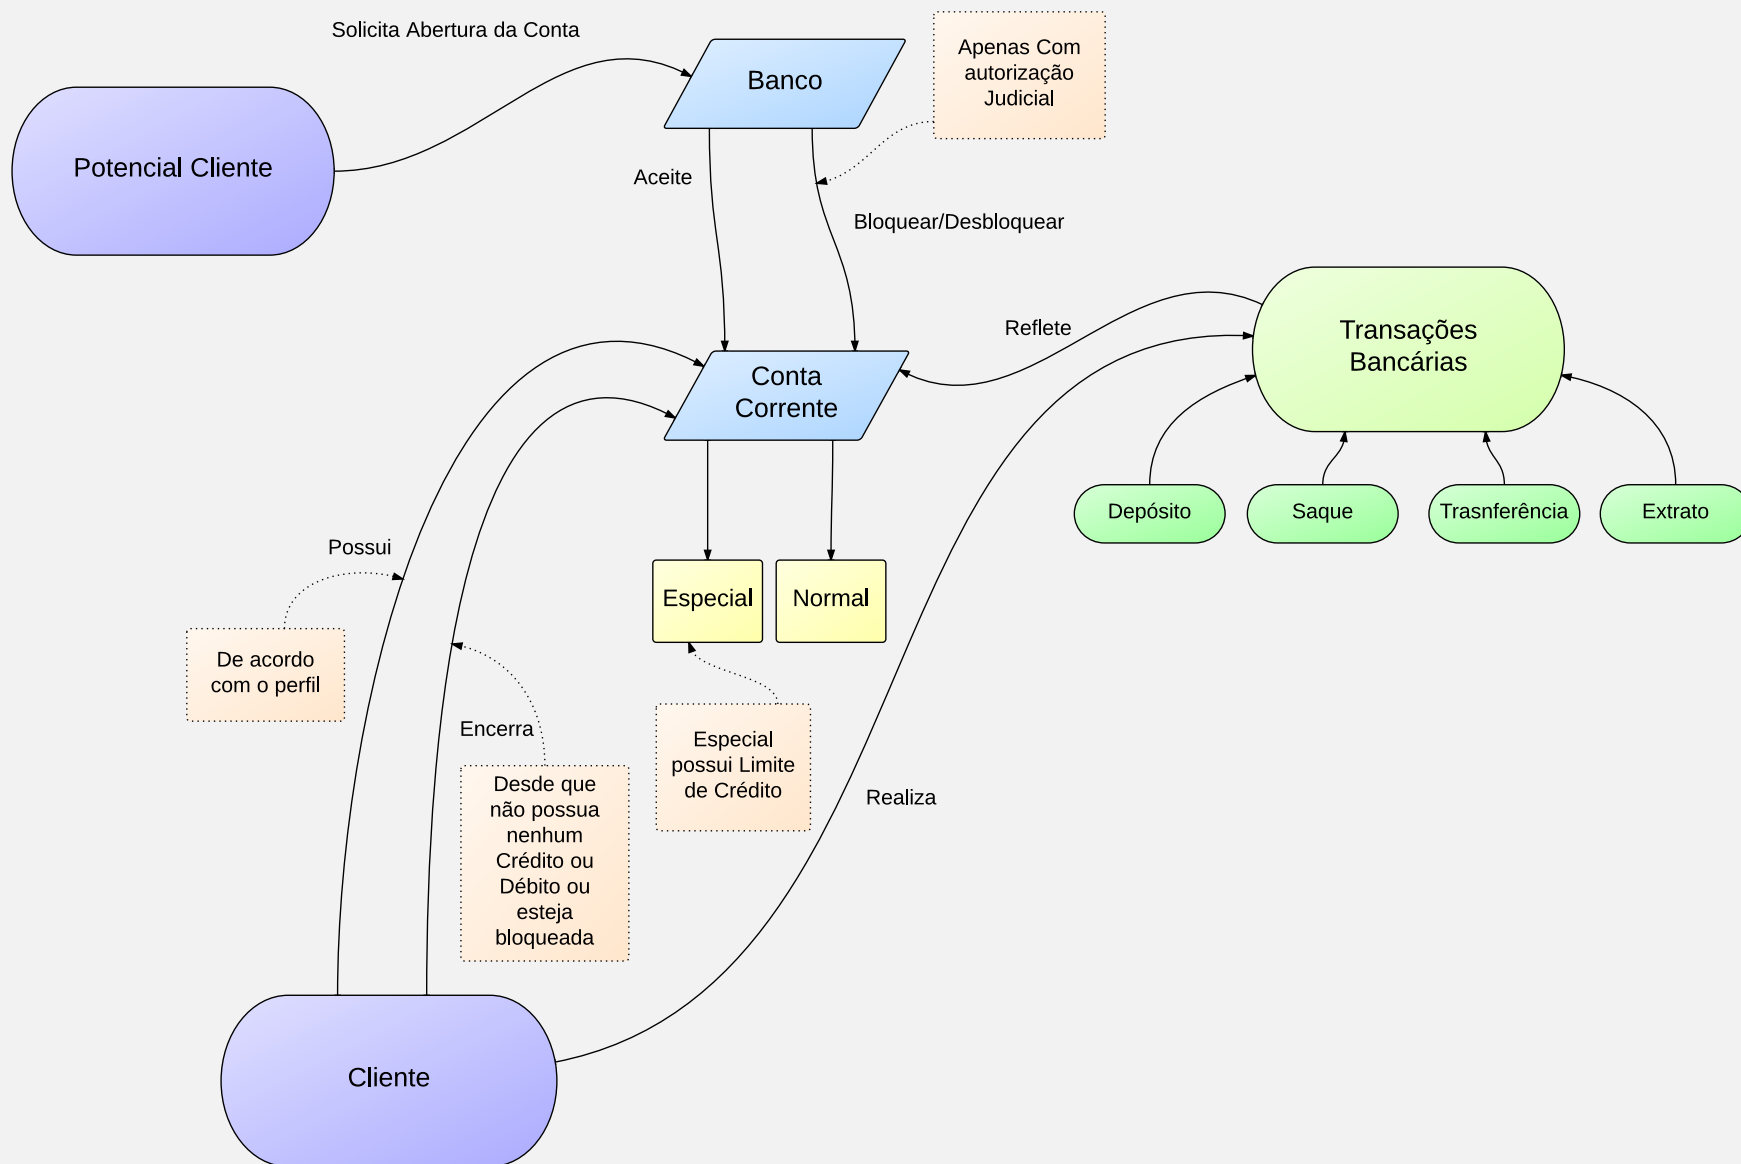 Solicita Abertura da Conta
Banco
Apenas Com
autorização
Judicial
Potencial Cliente
Aceite
Bloquear/Desbloquear
Reflete
Transações
Bancárias
Conta
Corrente
Depósito
Saque
Trasnferência
Extrato
Possui
Especial
Normal
De acordo
com o perfil
Encerra
Especial
possui Limite
de Crédito
Desde que
não possua
nenhum
Crédito ou
Débito ou
esteja
bloqueada
Realiza
Cliente